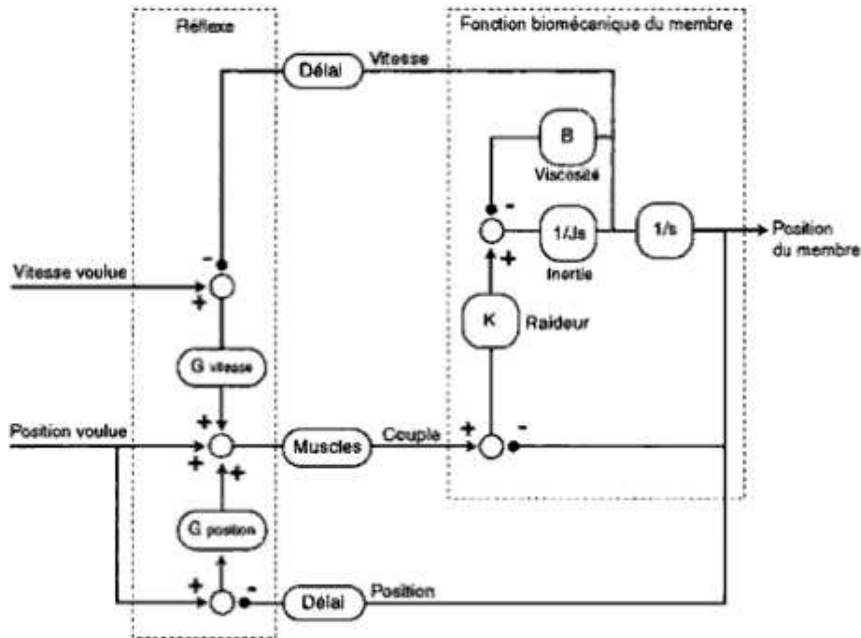 Réflexe
Fonction biomécanique du membre
Délai
Vitesse
B
Viscosité
-
1/Js
1/s
Position
du membre
-
+
Inertie
Vitesse voulue
+
K
Raideur
G vitesse
Position voulue
+
+
Muscles
Couple
+
-
+
G position
+
-
Délai
Position